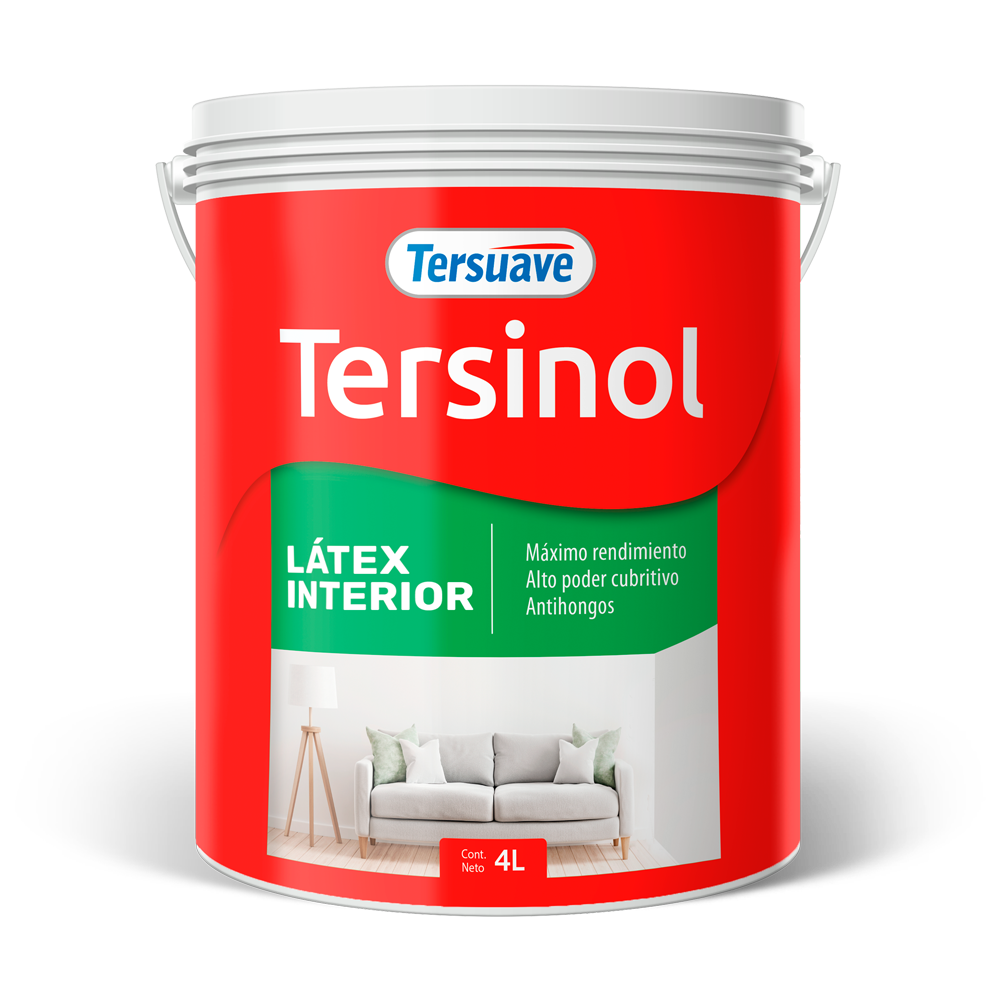 Tersuave
Tersinol
LÁTEX
INTERIOR
Máximo rendimiento
Alto poder cubritivo
Antihongos
Cont.
Neto 4L